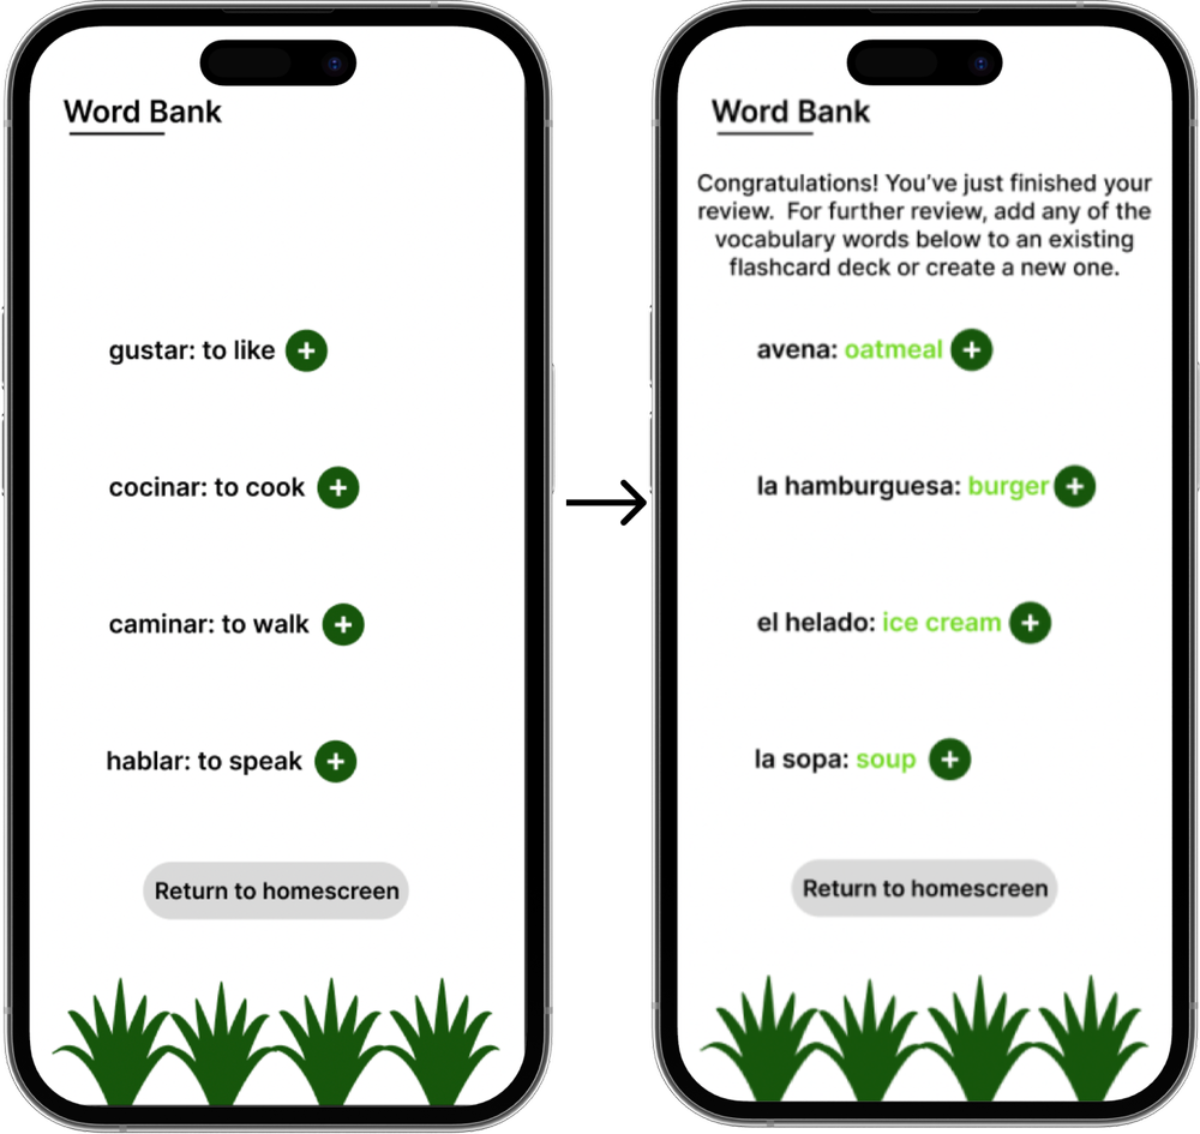 Word Bank
gustar: to like +
cocinar: to cook +
caminar: to walk +
hablar: to speak +
Return to homescreen
Word Bank
Congratulations! You’ve just finished your
review.  For further review, add any of the
vocabulary words below to an existing
flashcard deck or create a new one.
avena: oatmeal +
la hamburguesa: burger +
el helado: ice cream +
la sopa: soup +
Return to homescreen